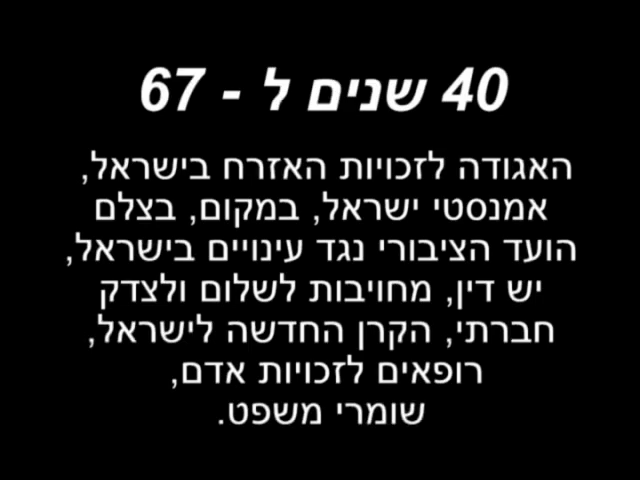 40 שנים ל - 67
האגודה לזכויות האזרח בישראל,
אמנסטי ישראל, במקום, בצלם
הועד הציבורי נגד עינויים בישראל,
יש דין, מחויבות לשלום ולצדק
חברתי, הקרן החדשה לישראל,
רופאים לזכויות אדם,
שומרי משפט.